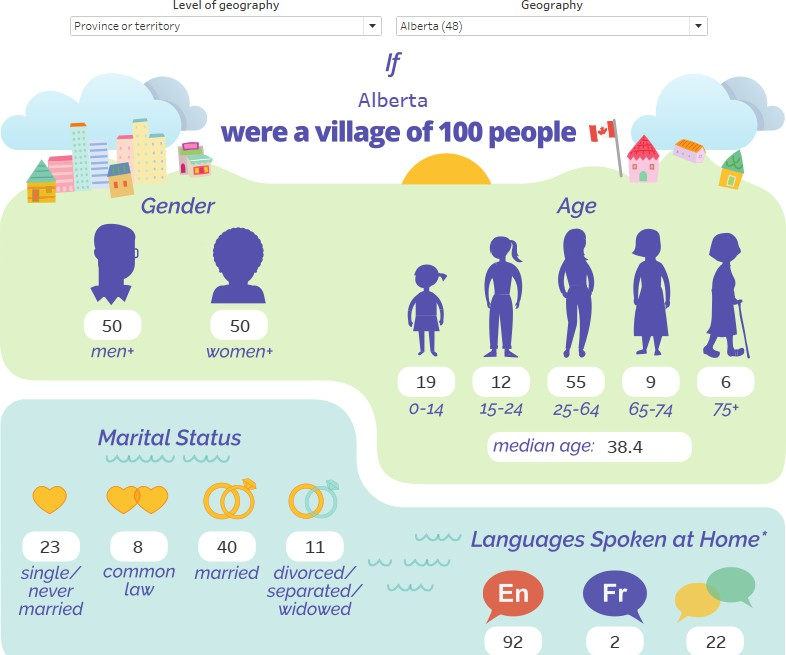 Level of geography
Geography
Province or territory
Alberta (48)
If
Alberta
were a village of 100 people
Gender
Age
50
50
men+
women+
19
12
55
9
6
0-14
15-24
25-64
65-74
75+
median age: 38.4
Marital Status
23
8
40
11
single/
never
married
common
law
married
divorced/
separated/
widowed
Languages Spoken at Home*
En
Fr
92
2
22